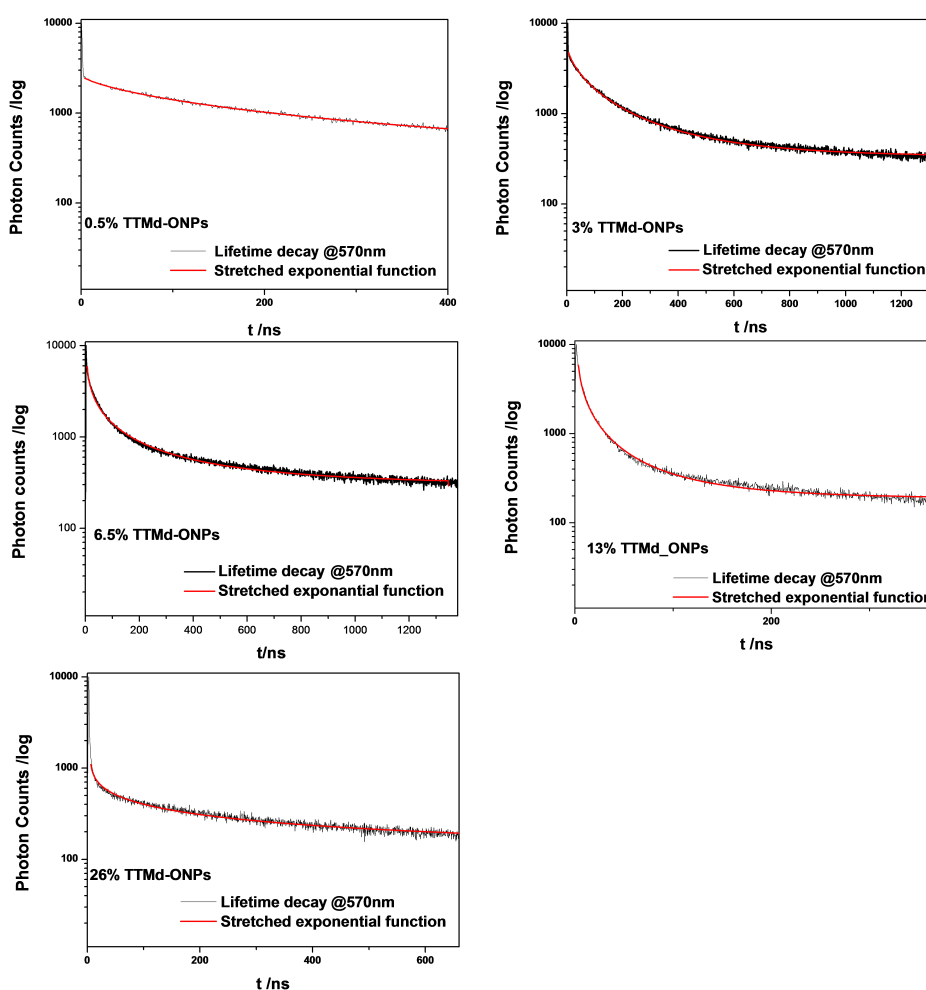 10000
1000
100
0
200
400
Photon Counts /log
t /ns
0.5% TTMd-ONPs
Lifetime decay @570nm
Stretched exponential function
10000
1000
100
0
200
400
600
800
1000
1200
Photon Counts /log
t /ns
3% TTMd-ONPs
Lifetime decay @570nm
Stretched exponential function
10000
1000
100
0
200
400
600
800
1000
1200
Photon counts /log
t/ns
6.5% TTMd-ONPs
Lifetime decay @570nm
Stretched exponantial function
10000
1000
100
0
200
Photon Counts /log
t /ns
13% TTMd_ONPs
Lifetime decay @570nm
Stretched exponential function
10000
1000
100
0
200
400
600
Photon Counts /log
t /ns
26% TTMd-ONPs
Lifetime decay @570nm
Stretched exponential function